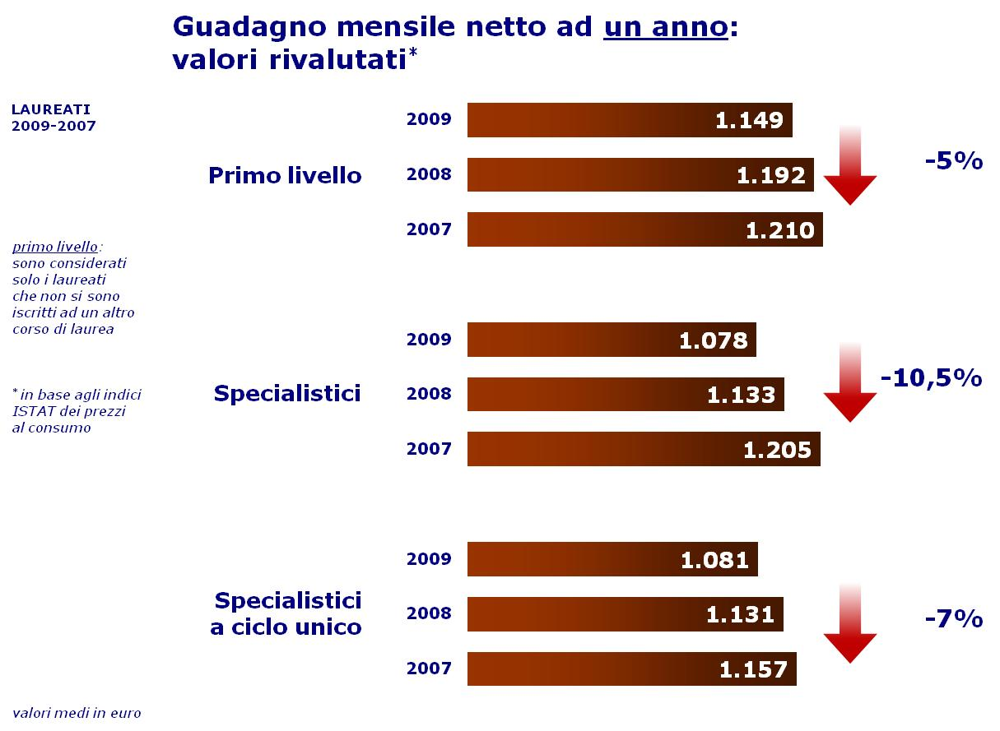 Guadagno mensile netto ad un anno:
valori rivalutati*
LAUREATI
2009-2007
primo livello:
sono considerati
solo i laureati
che non si sono
iscritti ad un altro
corso di laurea
* in base agli indici
ISTAT dei prezzi
al consumo
Primo livello
2009 1.149
2008 1.192
2007 1.210
-5%
Specialistici
2009 1.078
2008 1.133
2007 1.205
-10,5%
Specialistici
a ciclo unico
2009 1.081
2008 1.131
2007 1.157
-7%
valori medi in euro